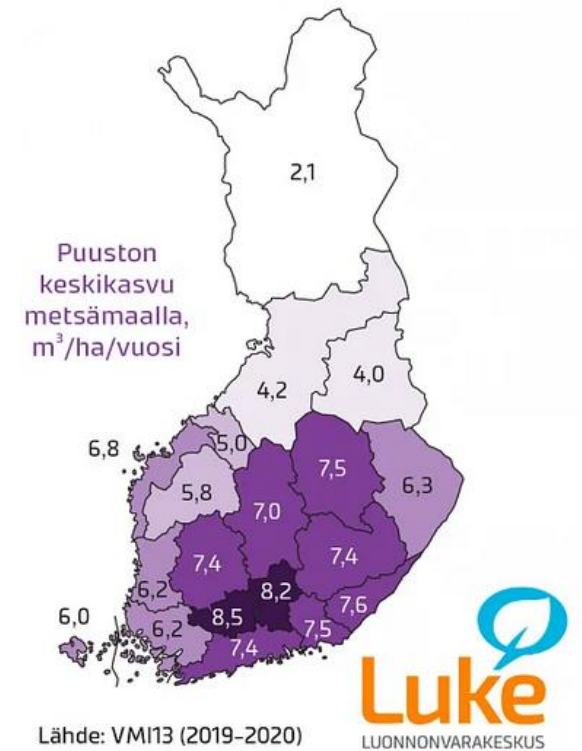 2,1
Puuston
keskikasvu
metsämaalla,
m³/ha/vuosi
4,0
4,2
6,8
5,0
7,5
6,3
5,8
7,0
7,4
7,4
6,2
8,2
7,6
6,0
8,5
6,2
7,5
7,4
Luke
LUONNONVARAKESKUS
Lähde: VMI13 (2019-2020)